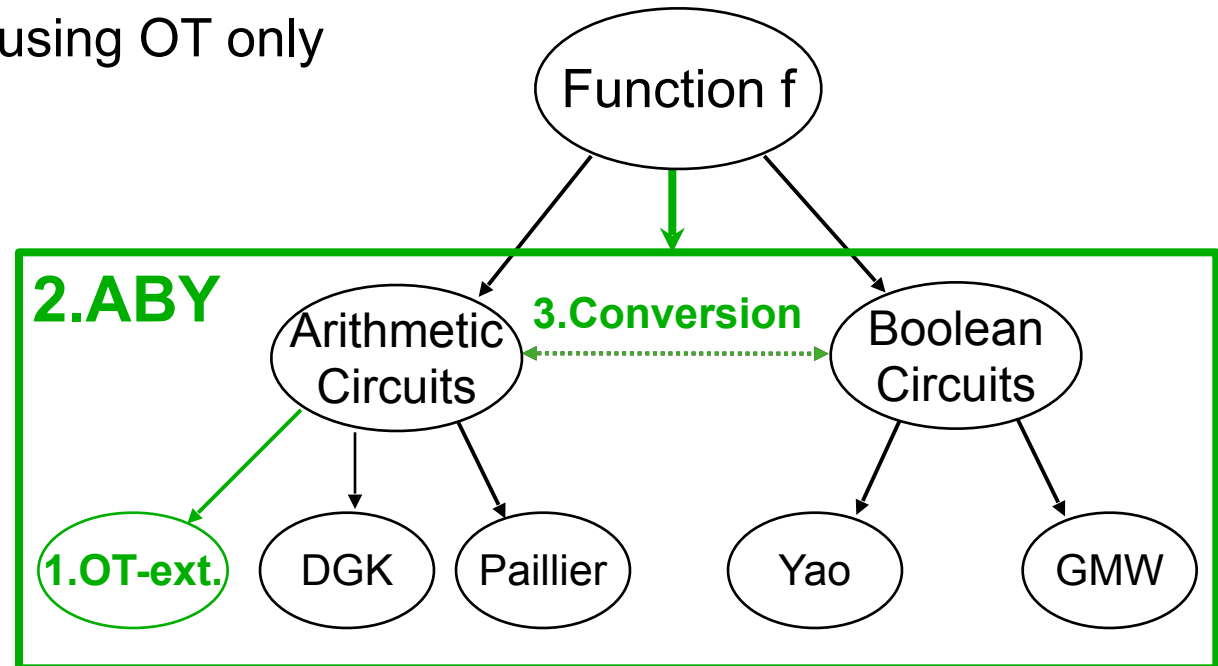 using OT only
Function f
2.ABY
3.Conversion
Arithmetic
Circuits
Boolean
Circuits
1.OT-ext.
DGK
Paillier
Yao
GMW